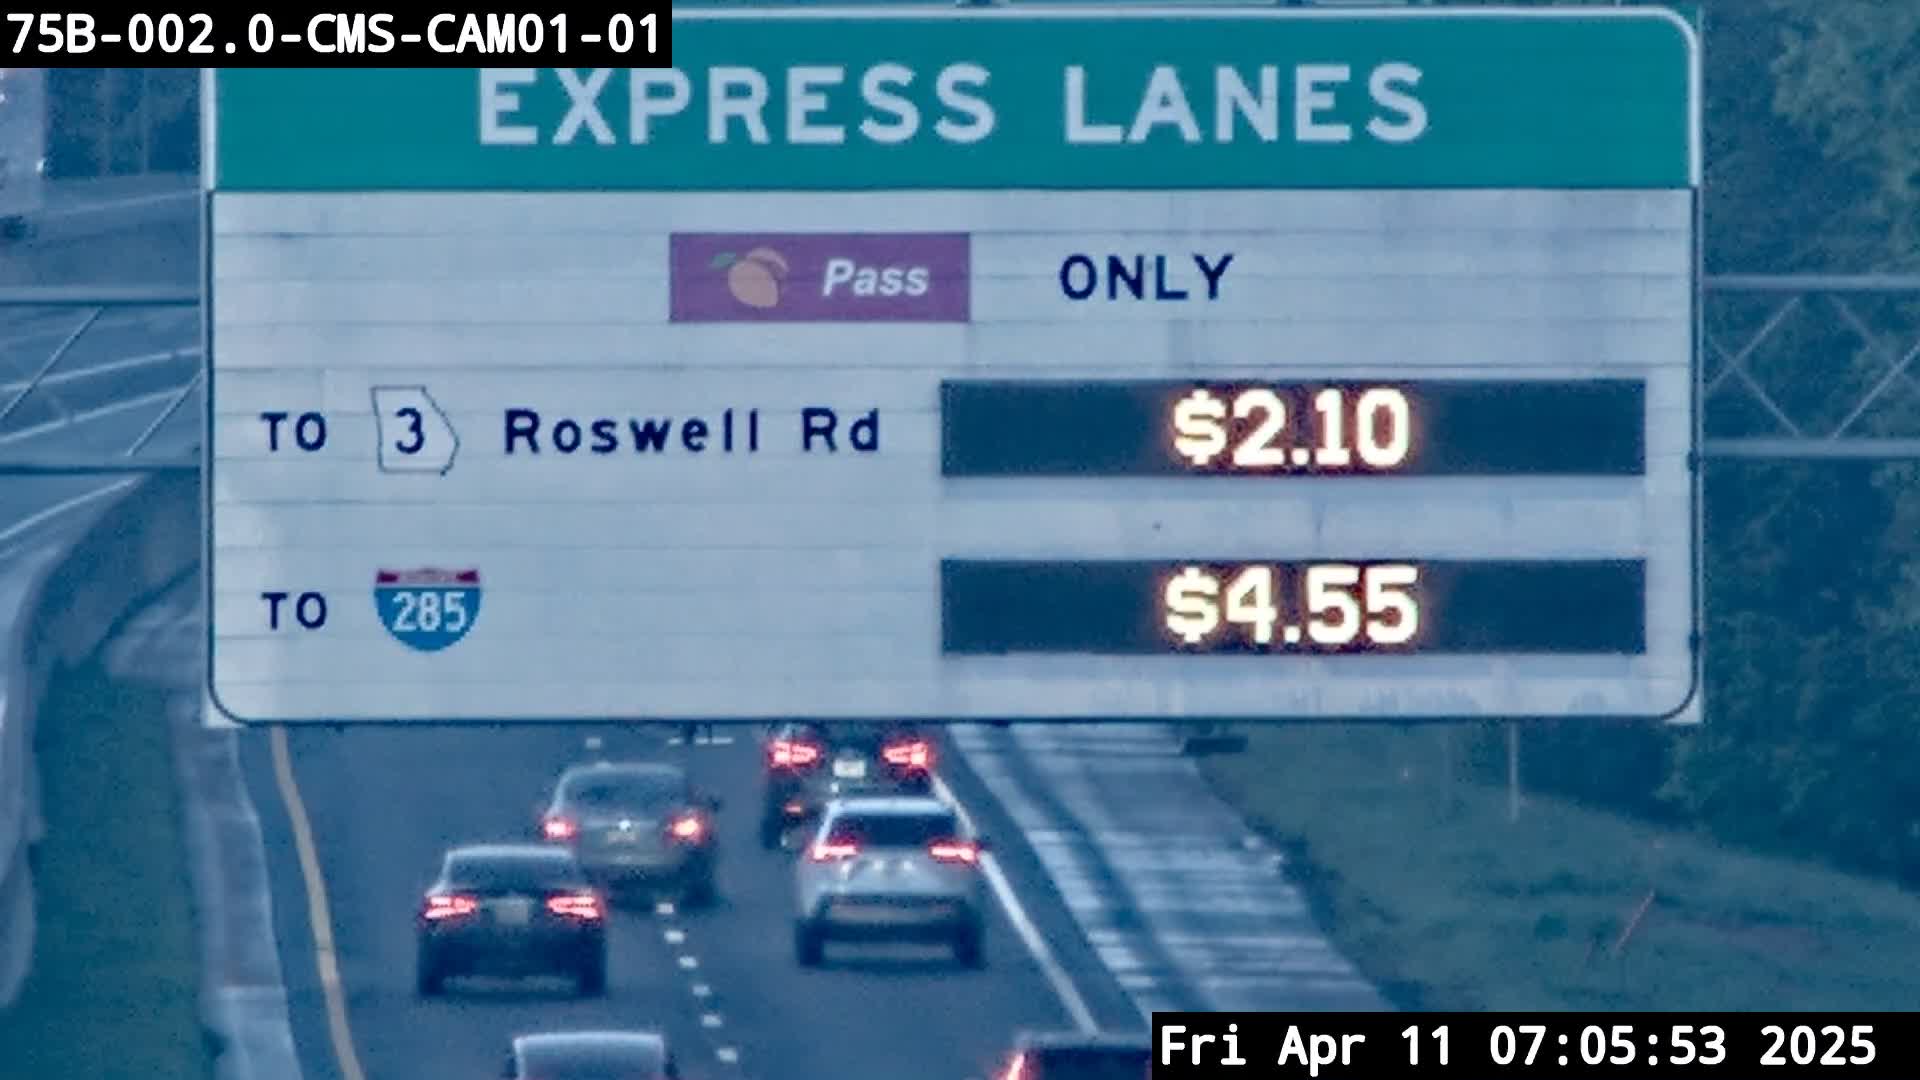 75B-002.0-CMS-CAM01-01
EXPRESS LANES
Pass ONLY
TO 3 Roswell Rd $2.10
TO 285 $4.55
Fri Apr 11 07:05:53 2025